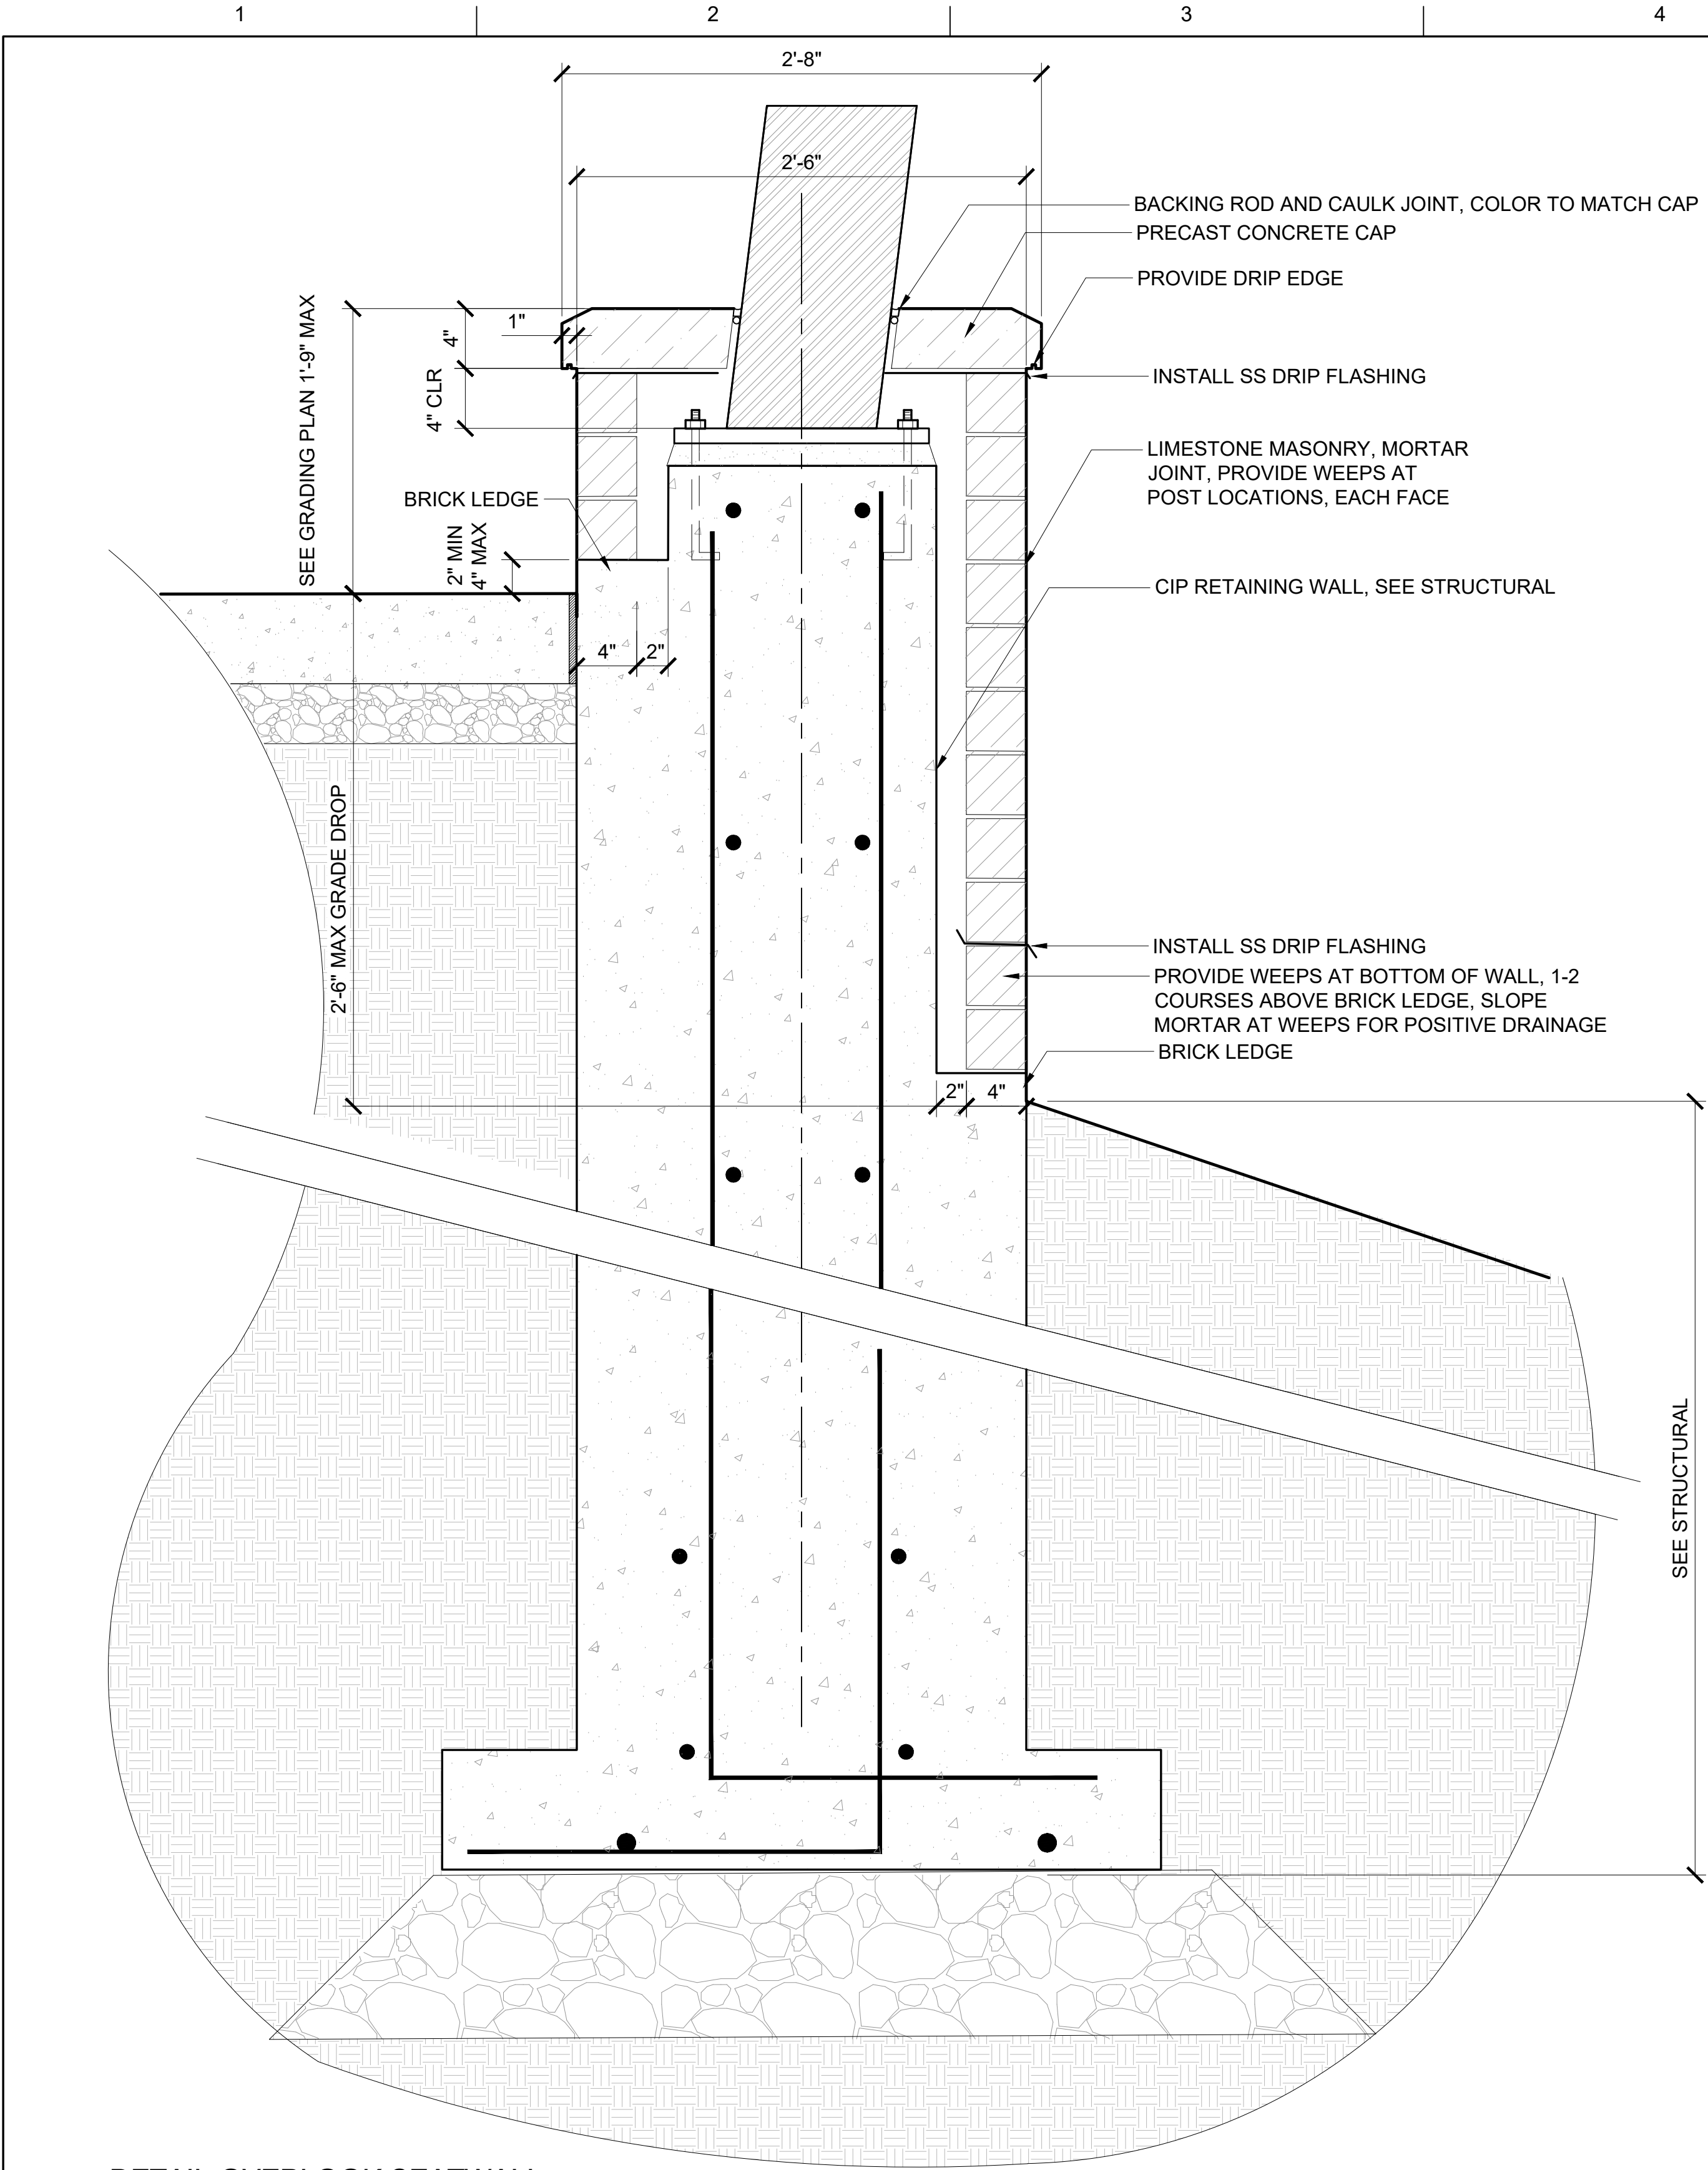 1
2
3
4
2'-8"
2'-6"
BACKING ROD AND CAULK JOINT, COLOR TO MATCH CAP
PRECAST CONCRETE CAP
PROVIDE DRIP EDGE
SEE GRADING PLAN 1'-9" MAX
4"
1"
4" CLR
INSTALL SS DRIP FLASHING
LIMESTONE MASONRY, MORTAR
JOINT, PROVIDE WEEPS AT
POST LOCATIONS, EACH FACE
BRICK LEDGE
2" MIN
4" MAX
CIP RETAINING WALL, SEE STRUCTURAL
4"
2"
2'-6" MAX GRADE DROP
INSTALL SS DRIP FLASHING
PROVIDE WEEPS AT BOTTOM OF WALL, 1-2
COURSES ABOVE BRICK LEDGE, SLOPE
MORTAR AT WEEPS FOR POSITIVE DRAINAGE
BRICK LEDGE
2"
4"
SEE STRUCTURAL